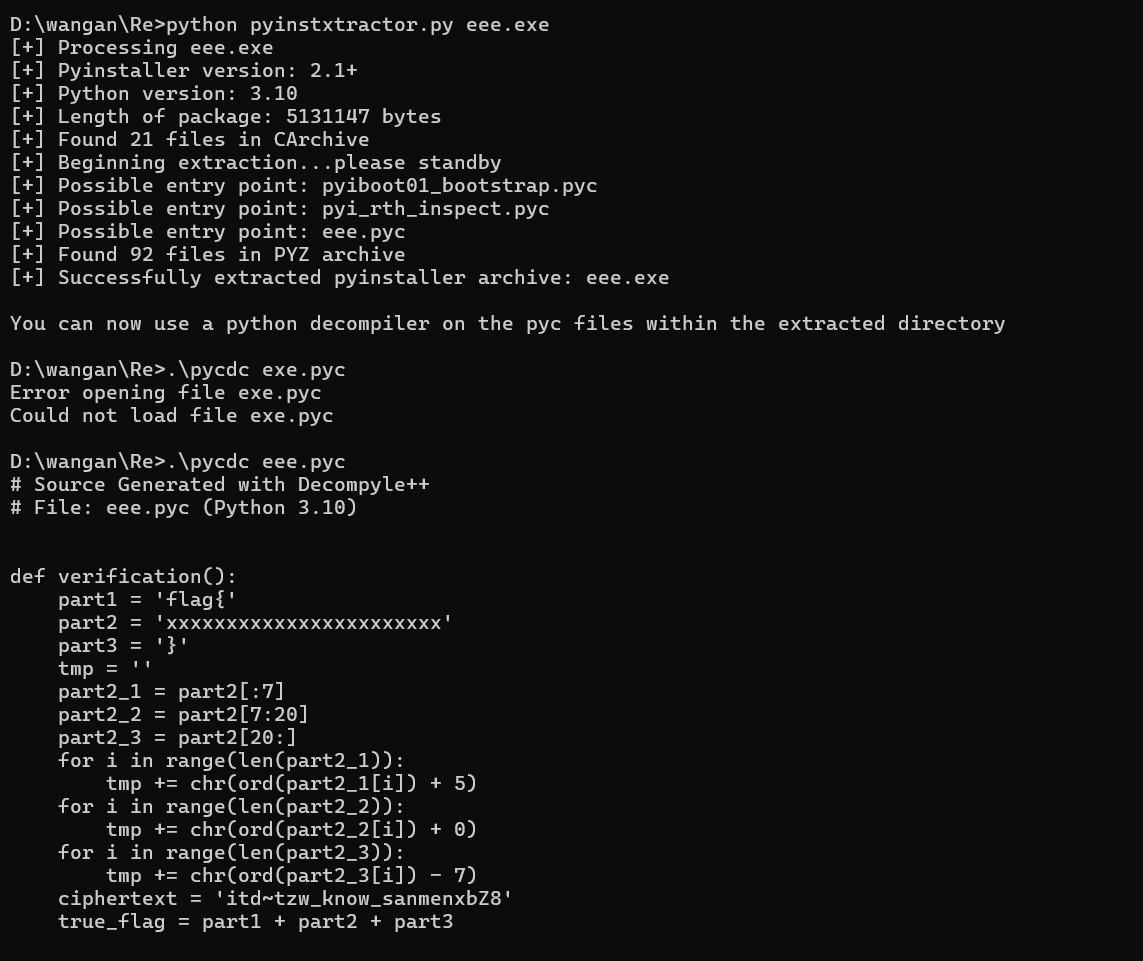 D:\wangan\Re>python pyinstxtractor.py eee.exe
[+] Processing eee.exe
[+] Pyinstaller version: 2.1+
[+] Python version: 3.10
[+] Length of package: 5131147 bytes
[+] Found 21 files in CArchive
[+] Beginning extraction...please standby
[+] Possible entry point: pyiboot01_bootstrap.pyc
[+] Possible entry point: pyi_rth_inspect.pyc
[+] Possible entry point: eee.pyc
[+] Found 92 files in PYZ archive
[+] Successfully extracted pyinstaller archive: eee.exe

You can now use a python decompiler on the pyc files within the extracted directory

D:\wangan\Re>.\pycdc exe.pyc
Error opening file exe.pyc
Could not load file exe.pyc

D:\wangan\Re>.\pycdc eee.pyc
# Source Generated with Decompyle++
# File: eee.pyc (Python 3.10)


def verification():
    part1 = 'flag{'
    part2 = 'xxxxxxxxxxxxxxxxxxxxxxx'
    part3 = '}'
    tmp = ''
    part2_1 = part2[:7]
    part2_2 = part2[7:20]
    part2_3 = part2[20:]
    for i in range(len(part2_1)):
        tmp += chr(ord(part2_1[i]) + 5)
    for i in range(len(part2_2)):
        tmp += chr(ord(part2_2[i]) + 0)
    for i in range(len(part2_3)):
        tmp += chr(ord(part2_3[i]) - 7)
    ciphertext = 'itd~tzw_know_sanmenxbZ8'
    true_flag = part1 + part2 + part3